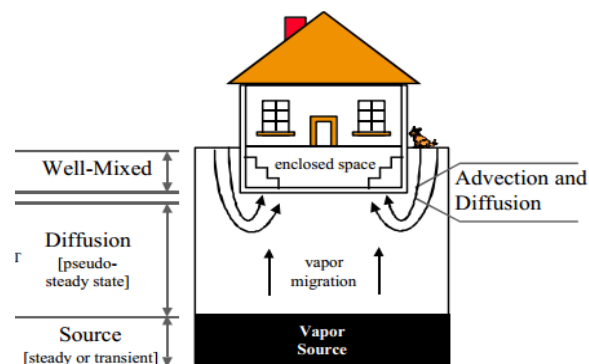 Well-Mixed
enclosed space
Advection and
Diffusion
Diffusion
[pseudo-
steady state]
r
vapor
migration
Source
[steady or transient]
Vapor
Source